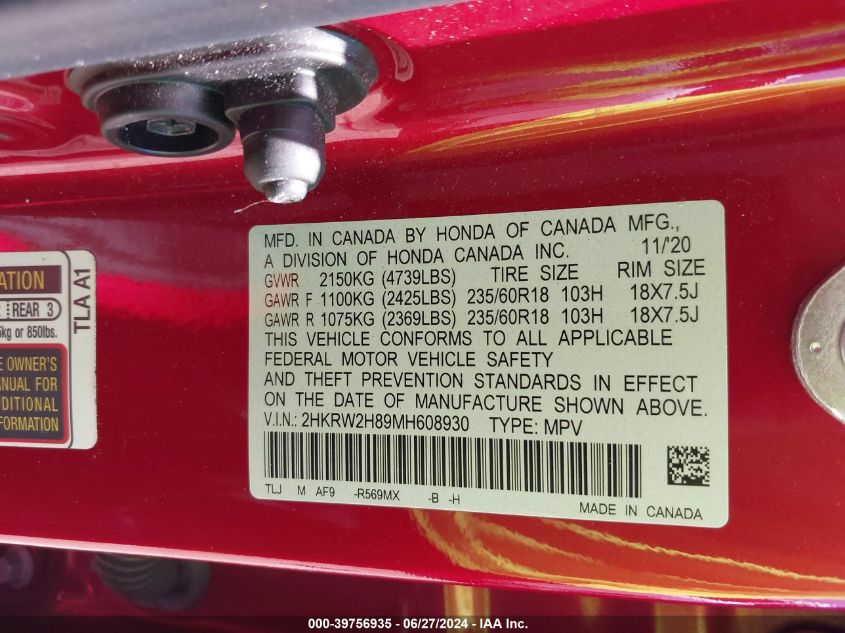 MFD. IN CANADA BY HONDA OF CANADA MFG.,
A DIVISION OF HONDA CANADA INC. 11/'20
GVWR 2150KG (4739LBS) TIRE SIZE RIM SIZE
GAWR F 1100KG (2425LBS) 235/60R18 103H 18X7.5J
GAWR R 1075KG (2369LBS) 235/60R18 103H 18X7.5J
THIS VEHICLE CONFORMS TO ALL APPLICABLE
FEDERAL MOTOR VEHICLE SAFETY
AND THEFT PREVENTION STANDARDS IN EFFECT
ON THE DATE OF MANUFACTURE SHOWN ABOVE.
V.I.N.: 2HKRW2H89MH608930 TYPE: MPV
TLJ M AF9 -R569MX -B -H
MADE IN CANADA
REAR 3
kg or 850lbs.
OWNER'S
FOR
TLA A1
000-39756935 - 06/27/2024 - IAA Inc.